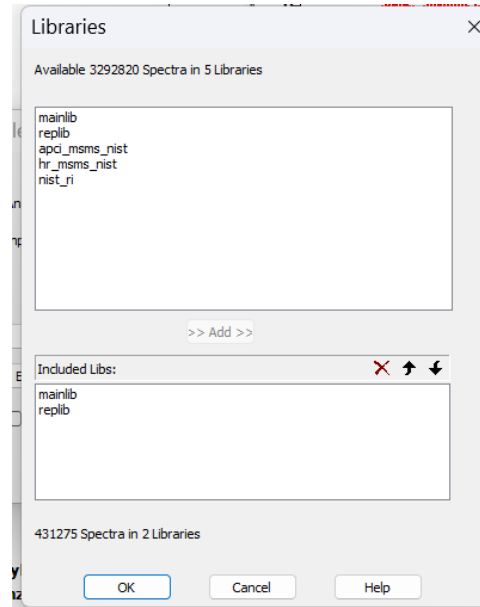 Libraries
Available 3292820 Spectra in 5 Libraries
mainlib
replib
apci_msms_nist
hr_msms_nist
nist_ri
>> Add >>
Included Libs:
mainlib
replib
431275 Spectra in 2 Libraries
OK Cancel Help